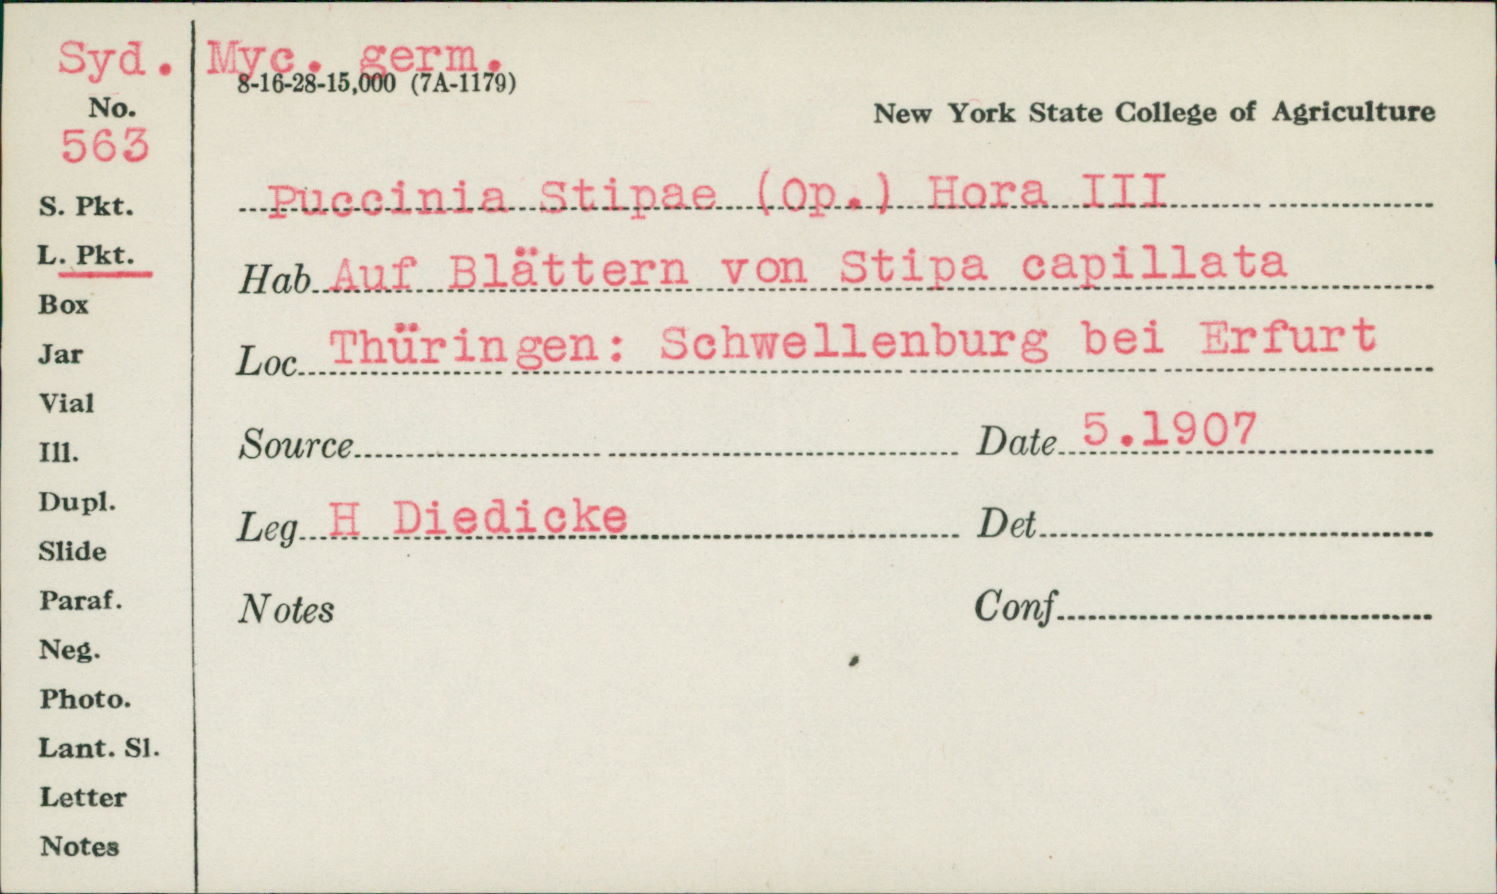 Syd. Myc. germ.
8-16-28-15,000 (7A-1179)
No.
563
New York State College of Agriculture
S. Pkt.
Puccinia Stipae (Op.) Hora III
L. Pkt.
Hab Auf Blättern von Stipa capillata
Box
Jar
Loc Thüringen: Schwellenburg bei Erfurt
Vial
Ill.
Source Date 5.1907
Dupl.
Leg H Diedicke Det
Slide
Paraf.
Notes Conf
Neg.
Photo.
Lant. Sl.
Letter
Notes